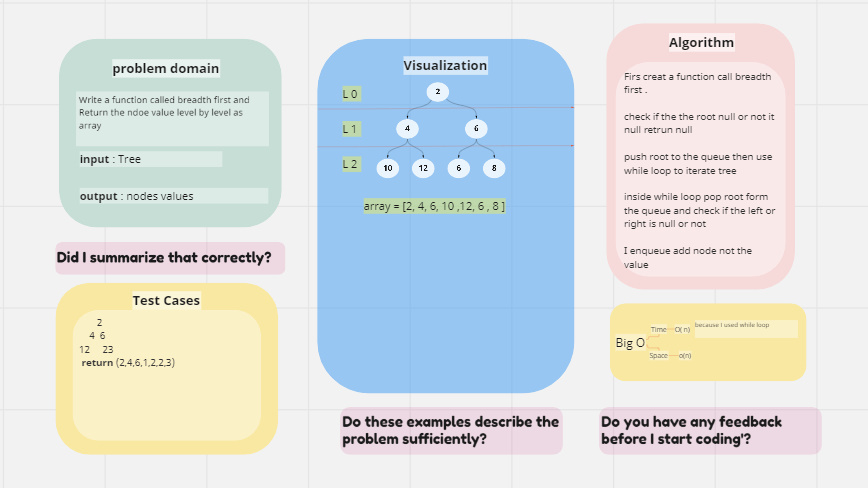 problem domain
Write a function called breadth first and
Return the ndoe value level by level as
array
input : Tree
output : nodes values
Did I summarize that correctly?
Test Cases
2
4 6
12 23
return (2,4,6,1,2,2,3)
Visualization
L 0
2
L 1
4 6
L 2
10 12 6 8
array = [2, 4, 6, 10 ,12, 6 , 8 ]
Do these examples describe the
problem sufficiently?
Algorithm
Firs creat a function call breadth
first .
check if the the root null or not it
null retrun null
push root to the queue then use
while loop to iterate tree
inside while loop pop root form
the queue and check if the left or
right is null or not
I enqueue add node not the
value
Big O
Time O( n)
because I used while loop
Space o(n)
Do you have any feedback
before I start coding'?